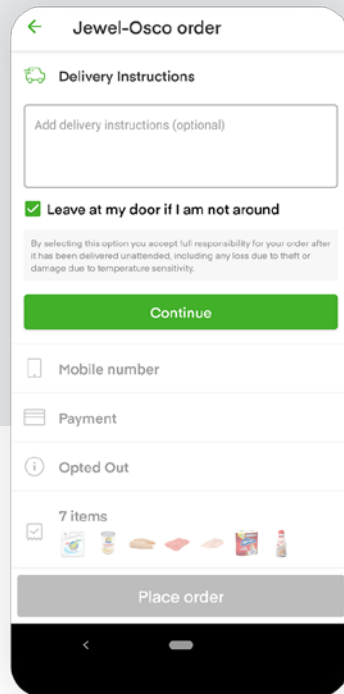 Jewel-Osco order
Delivery Instructions
Add delivery instructions (optional)
Leave at my door if I am not around
By selecting this option you accept full responsibility for your order after
it has been delivered unattended, including any loss due to theft or
damage due to temperature sensitivity.
Continue
Mobile number
Payment
Opted Out
7 items
Place order